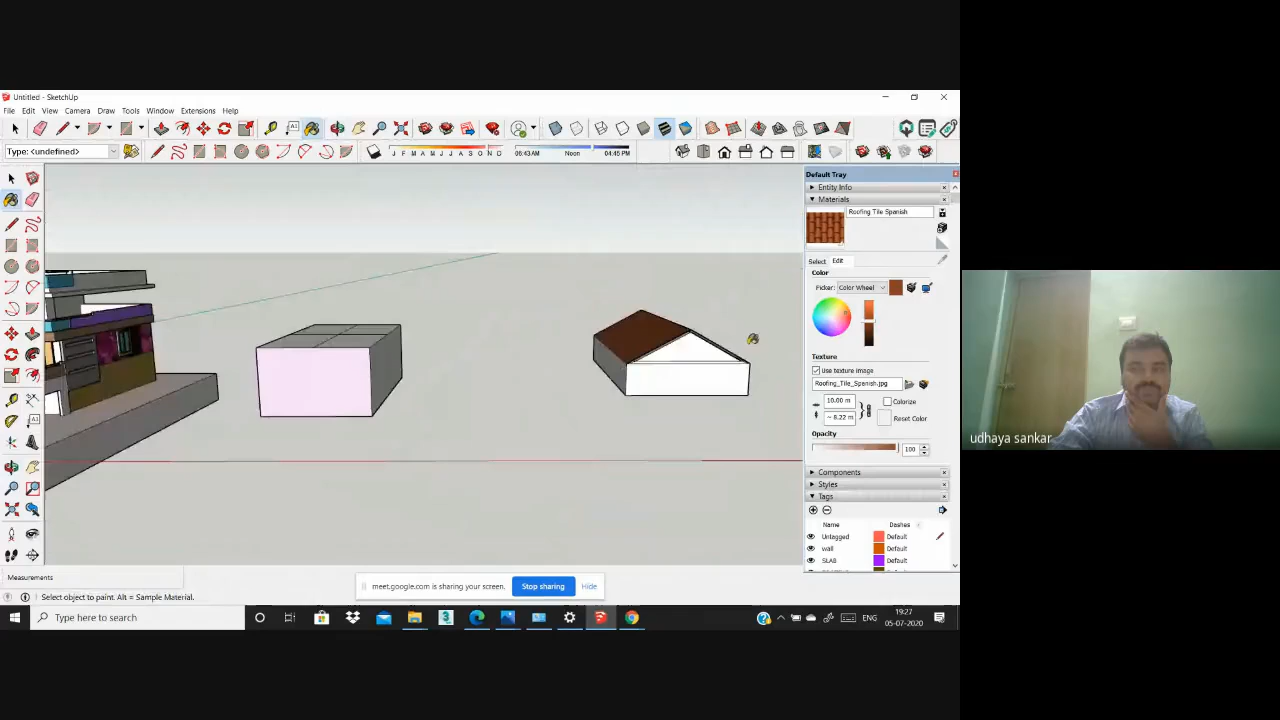 Untitled - SketchUp
File Edit View Camera Draw Tools Window Extensions Help
Type: <undefined>
J F M A M J J A S O N D
06:43AM Noon 04:45 PM
Default Tray
Entity Info
Materials
Roofing Tile Spanish
Select Edit
Color
Picker: Color Wheel
Texture
Use texture image
Roofing_Tile_Spanish.jpg
10.00 m
Colorize
~ 8.22 m
Reset Color
Opacity
100
Components
Styles
Tags
Name Dashes
Untagged Default
wall Default
SLAB Default
Measurements
meet.google.com is sharing your screen. Stop sharing Hide
Select object to paint. Alt = Sample Material.
Type here to search
ENG
19:27
05-07-2020
udhaya sankar